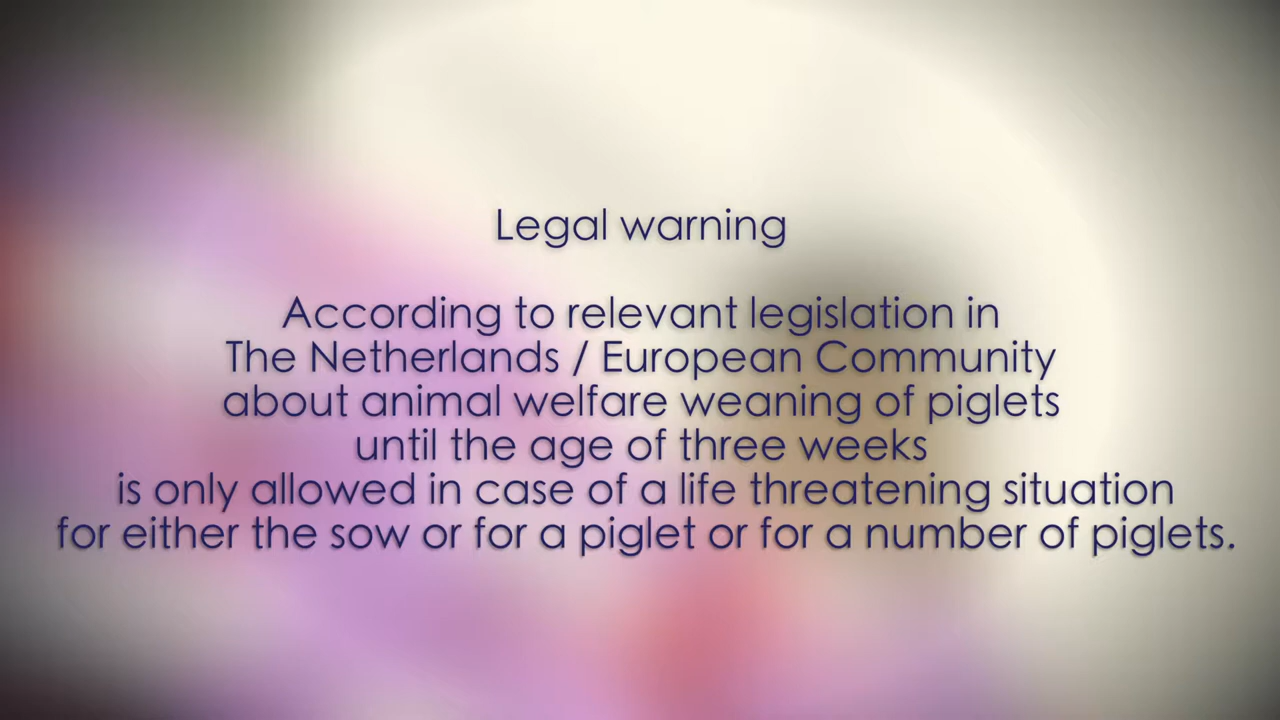 Legal warning
According to relevant legislation in
The Netherlands / European Community
about animal welfare weaning of piglets
until the age of three weeks
is only allowed in case of a life threatening situation
for either the sow or for a piglet or for a number of piglets.